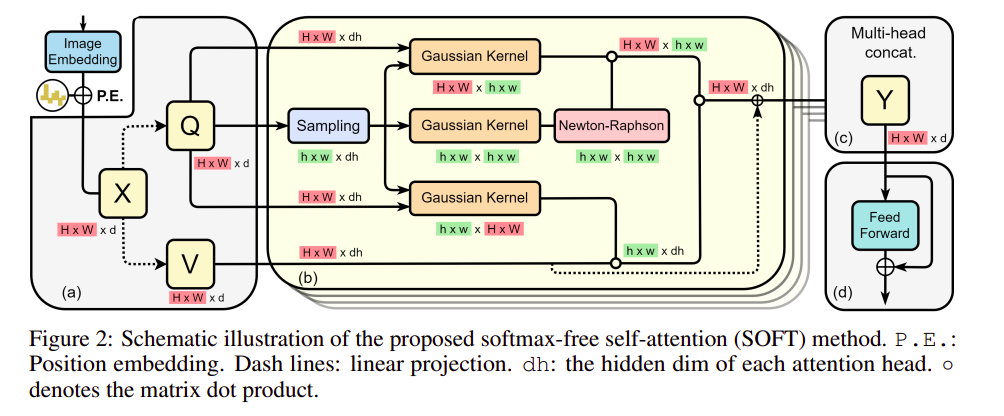 Image
Embedding
P.E.
X
H x W x d
Q
H x W x d
V
H x W x d
(a)
H x W x dh
Sampling
h x w x dh
H x W x dh
H x W x dh
Gaussian Kernel
H x W x h x w
Gaussian Kernel
h x w x h x w
Gaussian Kernel
h x w x H x W
H x W x h x w
Newton-Raphson
h x w x h x w
h x w x dh
H x W x dh
(b)
Multi-head
concat.
Y
(c)
H x W x d
Feed
Forward
(d)
Figure 2: Schematic illustration of the proposed softmax-free self-attention (SOFT) method. P.E.:
Position embedding. Dash lines: linear projection. dh: the hidden dim of each attention head. ○
denotes the matrix dot product.